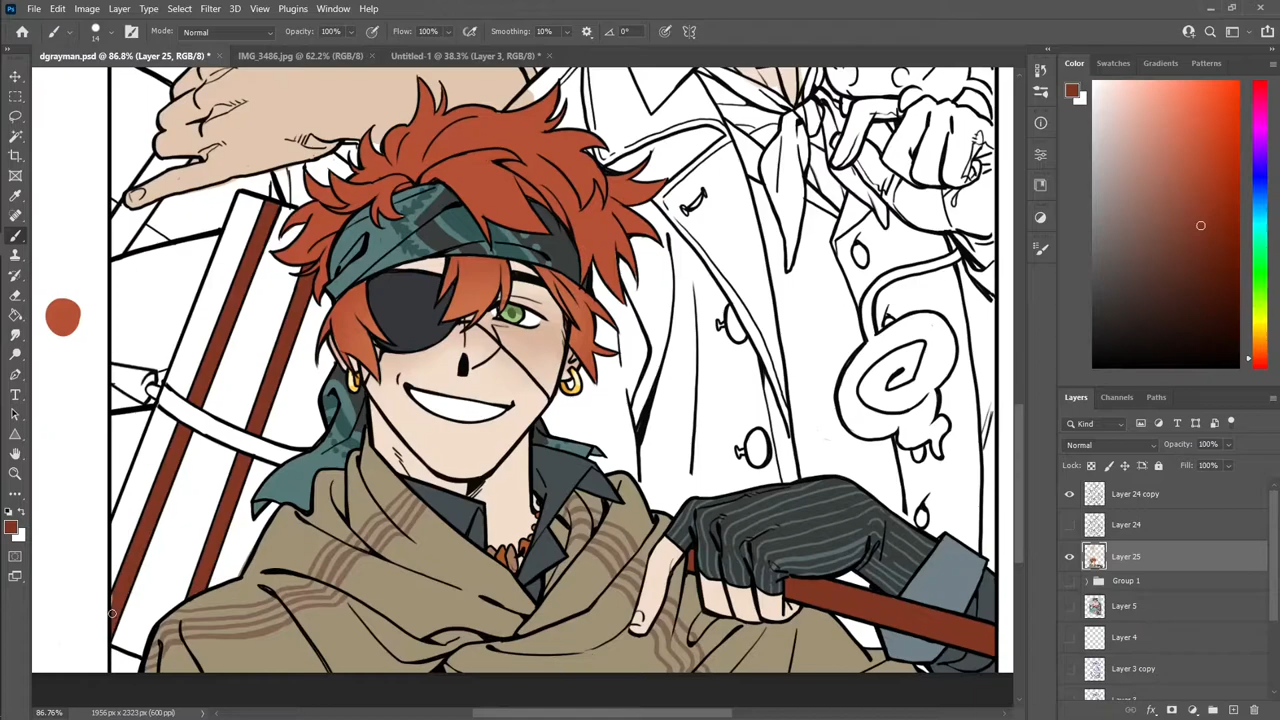 Ps File Edit Image Layer Type Select Filter 3D View Plugins Window Help
14 Mode: Normal Opacity: 100% Flow: 100% Smoothing: 10% 0°
dgrayman.psd @ 86.8% (Layer 25, RGB/8) * × IMG_3486.jpg @ 62.2% (RGB/8) × Untitled-1 @ 38.3% (Layer 3, RGB/8) * ×
Color Swatches Gradients Patterns
Layers Channels Paths
Kind
Normal Opacity: 100%
Lock: Fill: 100%
Layer 24 copy
Layer 24
Layer 25
Group 1
Layer 5
Layer 4
Layer 3 copy
86.76% 1956 px x 2323 px (600 ppi)